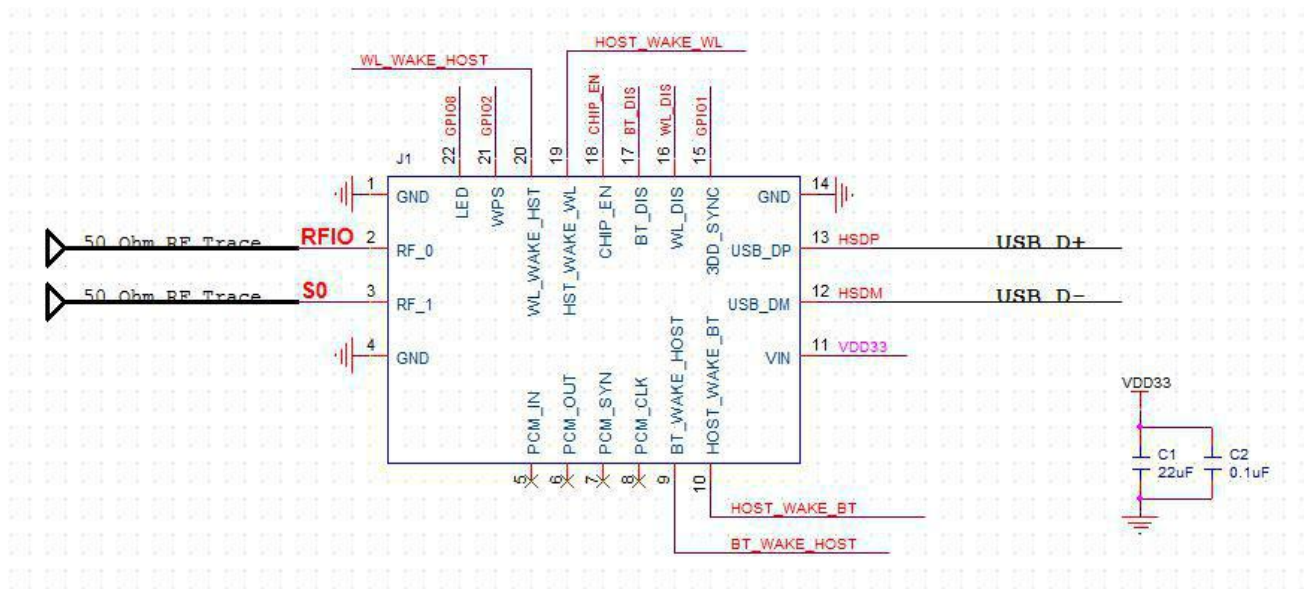 HOST_WAKE_WL
WL_WAKE_HOST
GPIO8
GPIO2
CHIP_EN
BT_DIS
WL_DIS
GPIO1
J1
22
21
20
19
18
17
16
15
LED
WPS
WL_WAKE_HST
HST_WAKE_WL
CHIP_EN
BT_DIS
WL_DIS
3DD_SYNC
1 GND
GND 14
50 Ohm RF Trace RFIO 2 RF_0
USB_DP 13 HSDP USB D+
50 Ohm RF Trace S0 3 RF_1
USB_DM 12 HSDM USB D-
4 GND
VIN 11 VDD33
PCM_IN
PCM_OUT
PCM_SYN
PCM_CLK
BT_WAKE_HOST
HOST_WAKE_BT
5
6
7
8
9
10
HOST_WAKE_BT
BT_WAKE_HOST
VDD33
C1
22uF
C2
0.1uF